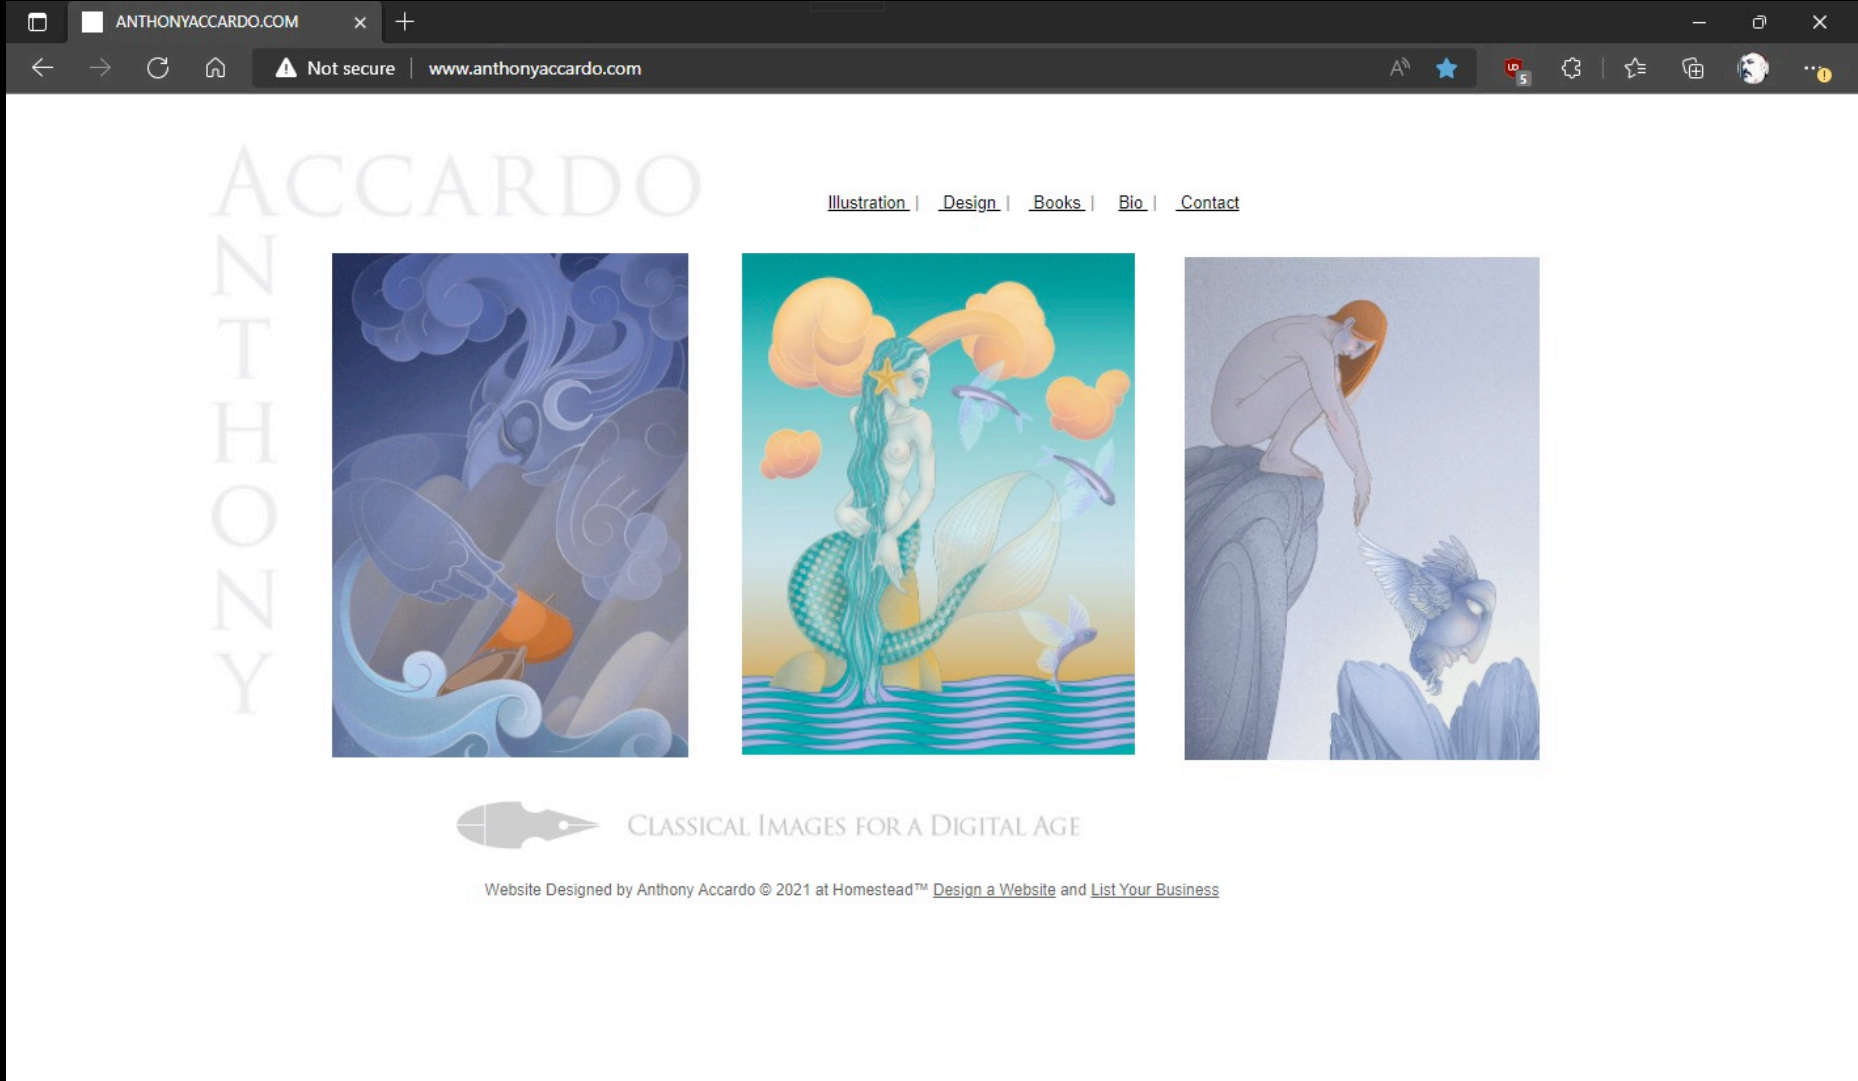 ANTHONYACCARDO.COM
Not secure | www.anthonyaccardo.com
5
ACCARDO
ANTHONY
Illustration | Design | Books | Bio | Contact
CLASSICAL IMAGES FOR A DIGITAL AGE
Website Designed by Anthony Accardo © 2021 at Homestead™ Design a Website and List Your Business